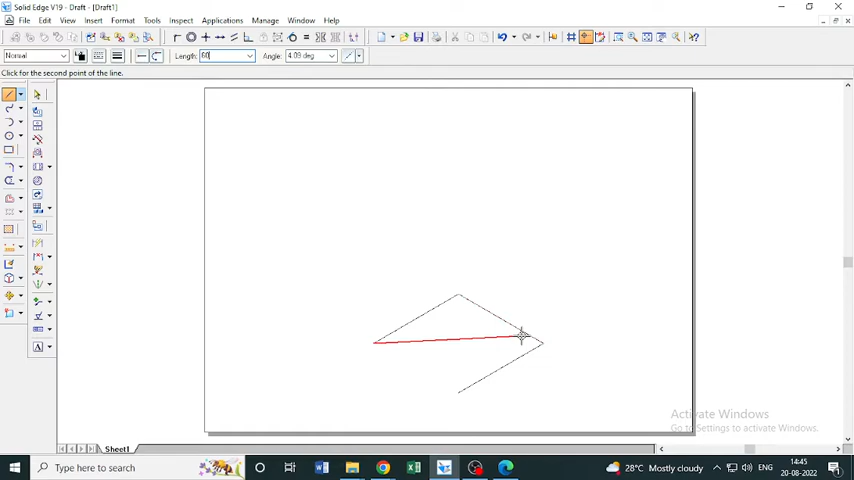 Solid Edge V19 - Draft - [Draft1]
File Edit View Format Tools Inspect Applications Manage Window Help
Normal Length: 60 Angle: 4.09 deg
Click for the second point of the line.
Activate Windows
Go to Settings to activate Windows.
Sheet1
Type here to search 28°C Mostly cloudy ENG 14:45
20-08-2022